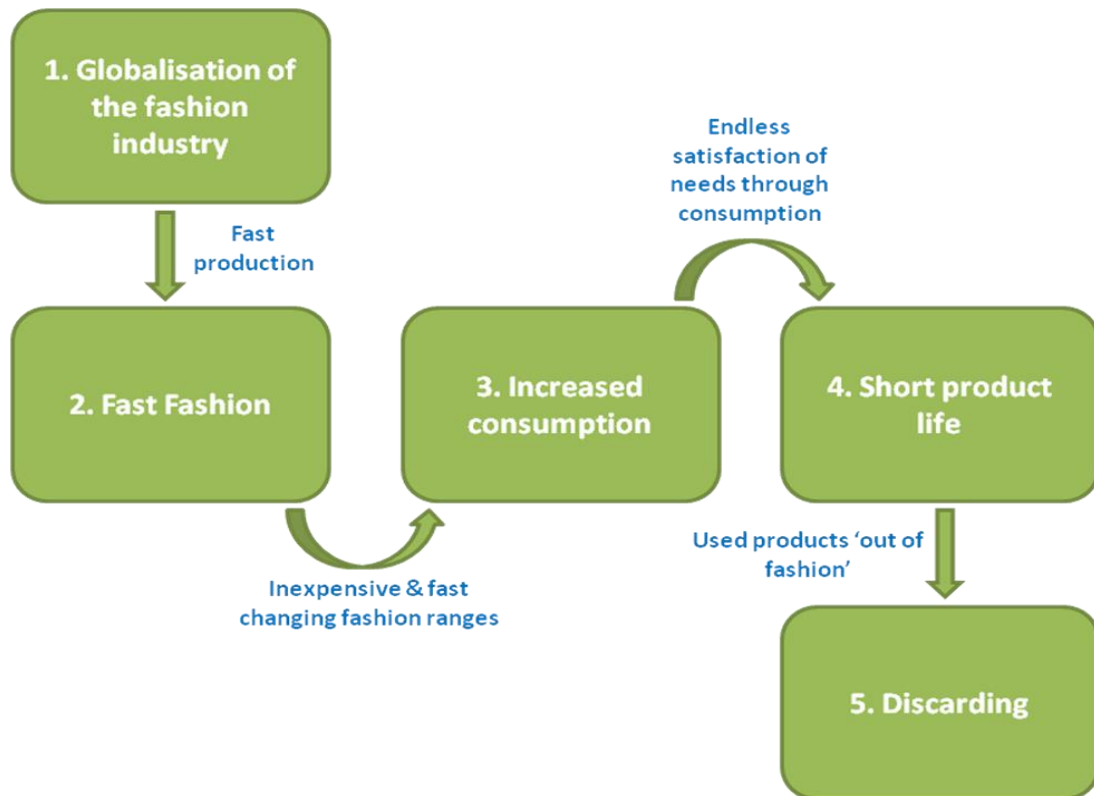 1. Globalisation of
the fashion
industry
Fast
production
2. Fast Fashion
Inexpensive & fast
changing fashion ranges
3. Increased
consumption
Endless
satisfaction of
needs through
consumption
4. Short product
life
Used products ‘out of
fashion’
5. Discarding